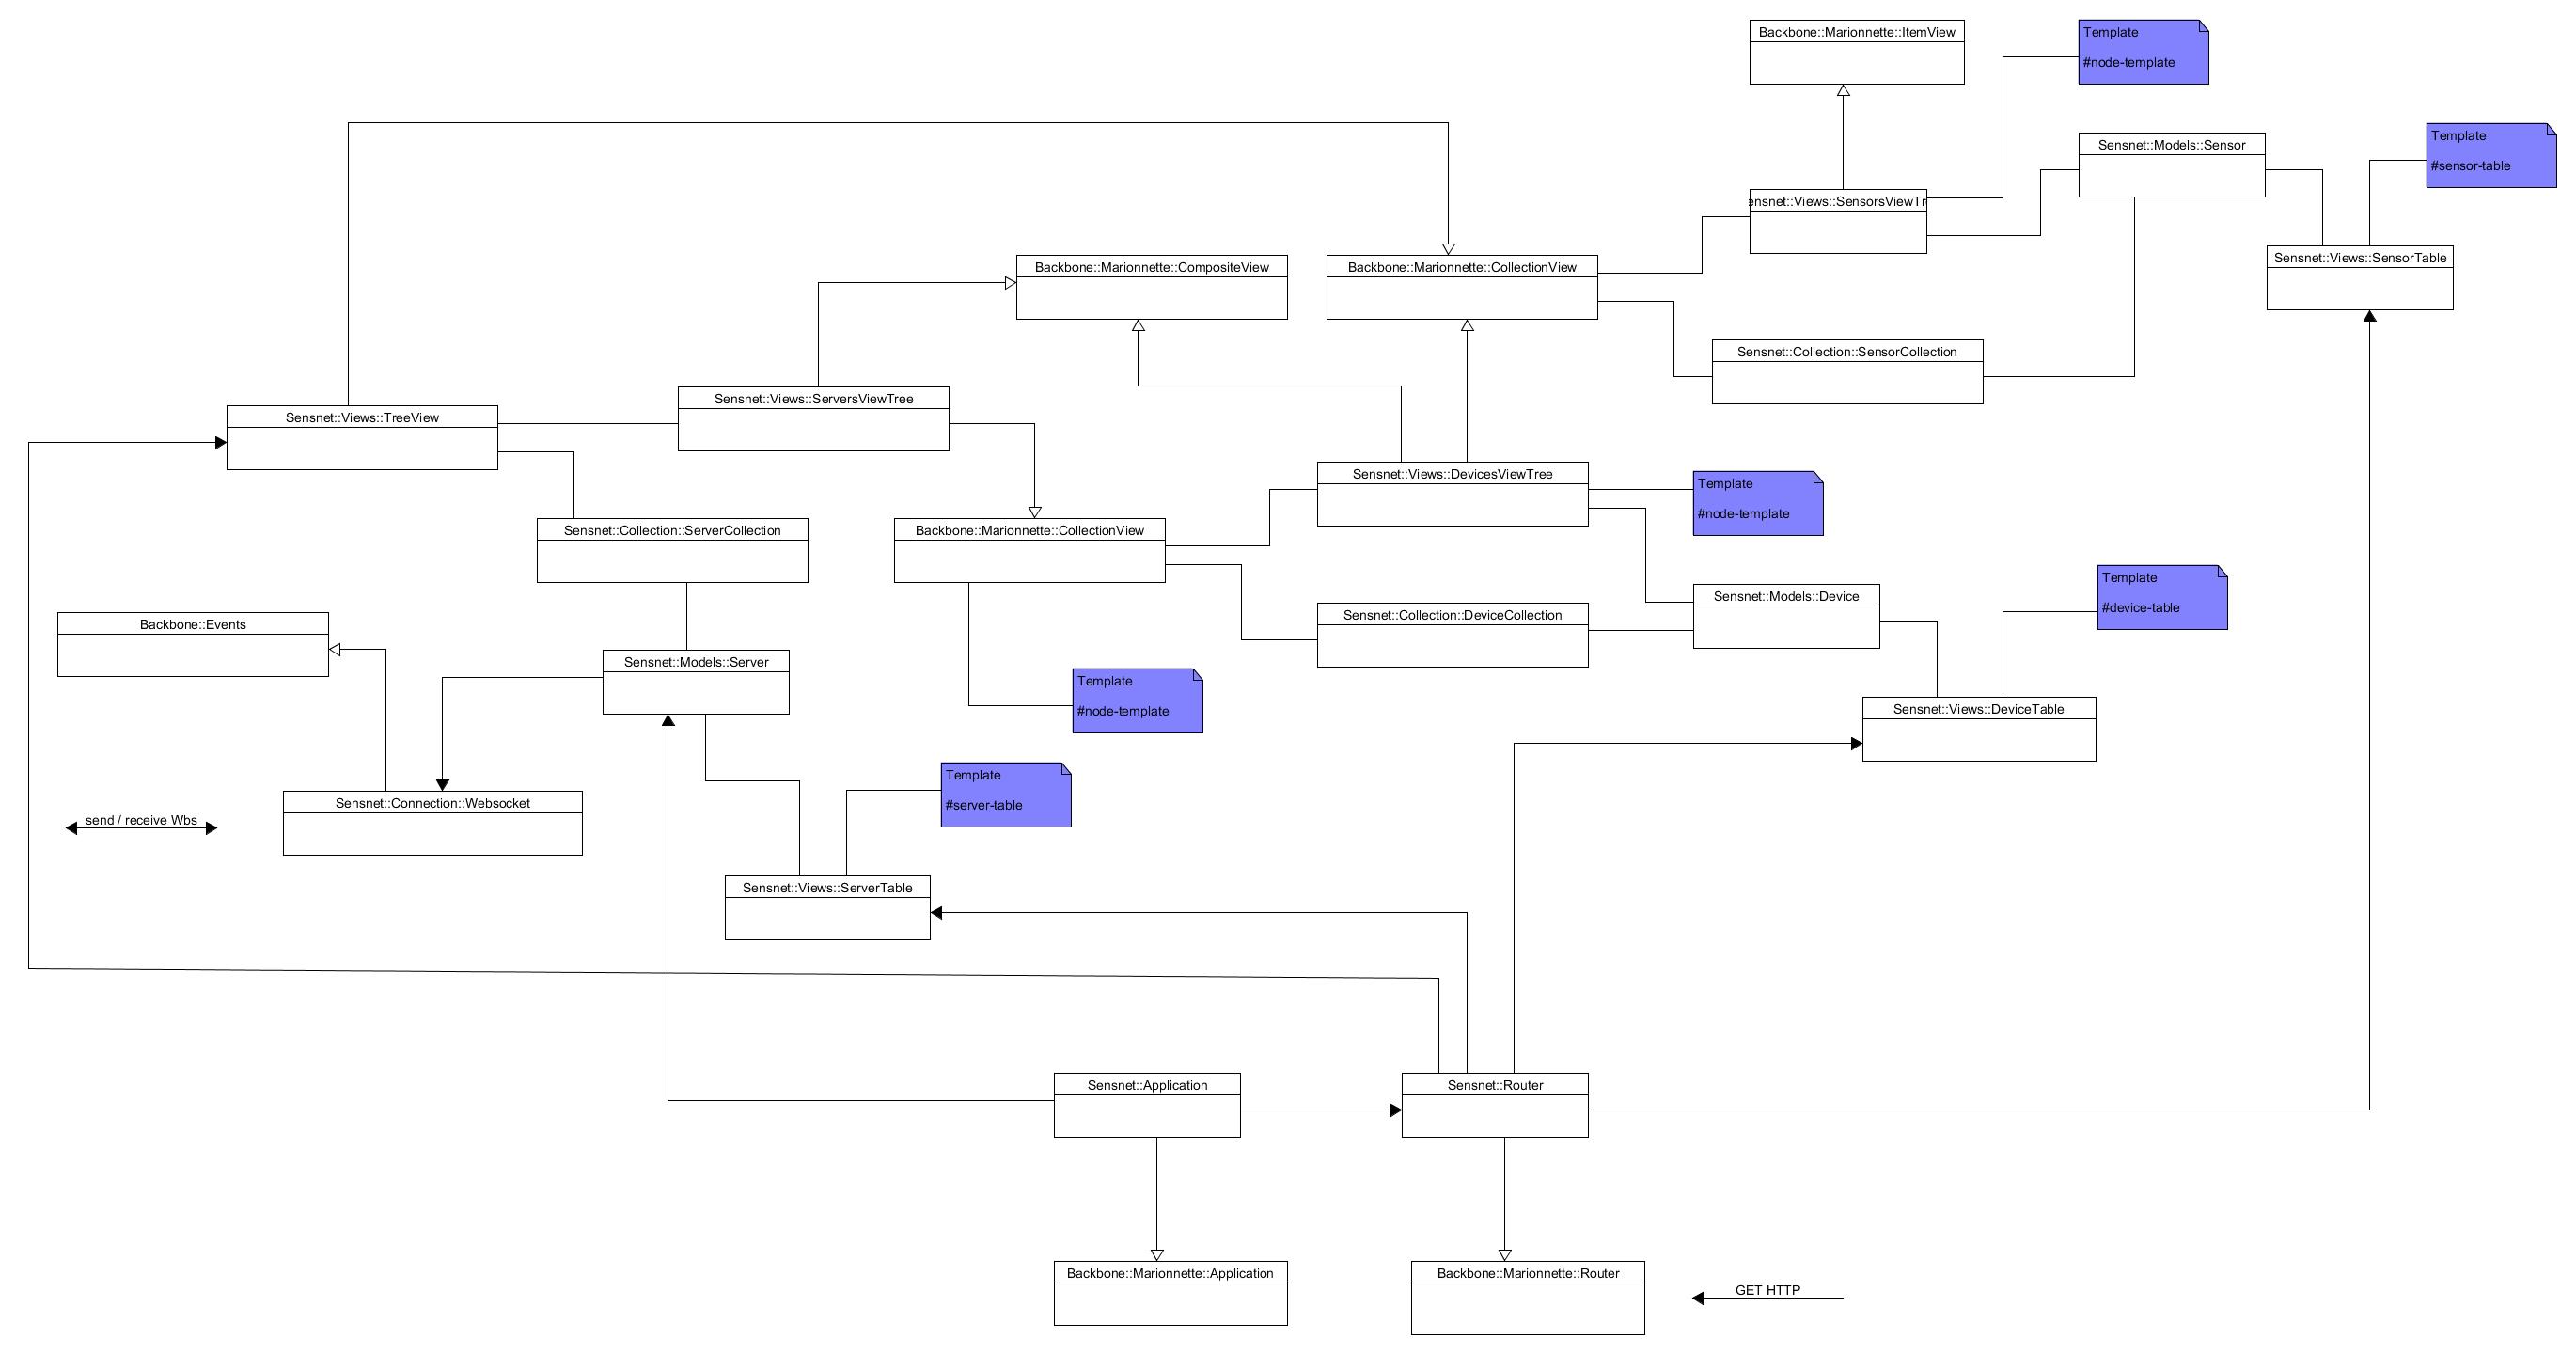 Backbone::Marionnette::ItemView
Template
#node-template
Template
#sensor-table
Sensnet::Models::Sensor
ensnet::Views::SensorsViewTr
Sensnet::Views::SensorTable
Backbone::Marionnette::CompositeView
Backbone::Marionnette::CollectionView
Sensnet::Collection::SensorCollection
Sensnet::Views::ServersViewTree
Sensnet::Views::TreeView
Sensnet::Views::DevicesViewTree
Template
#node-template
Sensnet::Collection::ServerCollection
Backbone::Marionnette::CollectionView
Template
#device-table
Sensnet::Models::Device
Sensnet::Collection::DeviceCollection
Backbone::Events
Sensnet::Models::Server
Template
#node-template
Sensnet::Views::DeviceTable
Template
#server-table
Sensnet::Connection::Websocket
send / receive Wbs
Sensnet::Views::ServerTable
Sensnet::Application
Sensnet::Router
Backbone::Marionnette::Application
Backbone::Marionnette::Router
GET HTTP